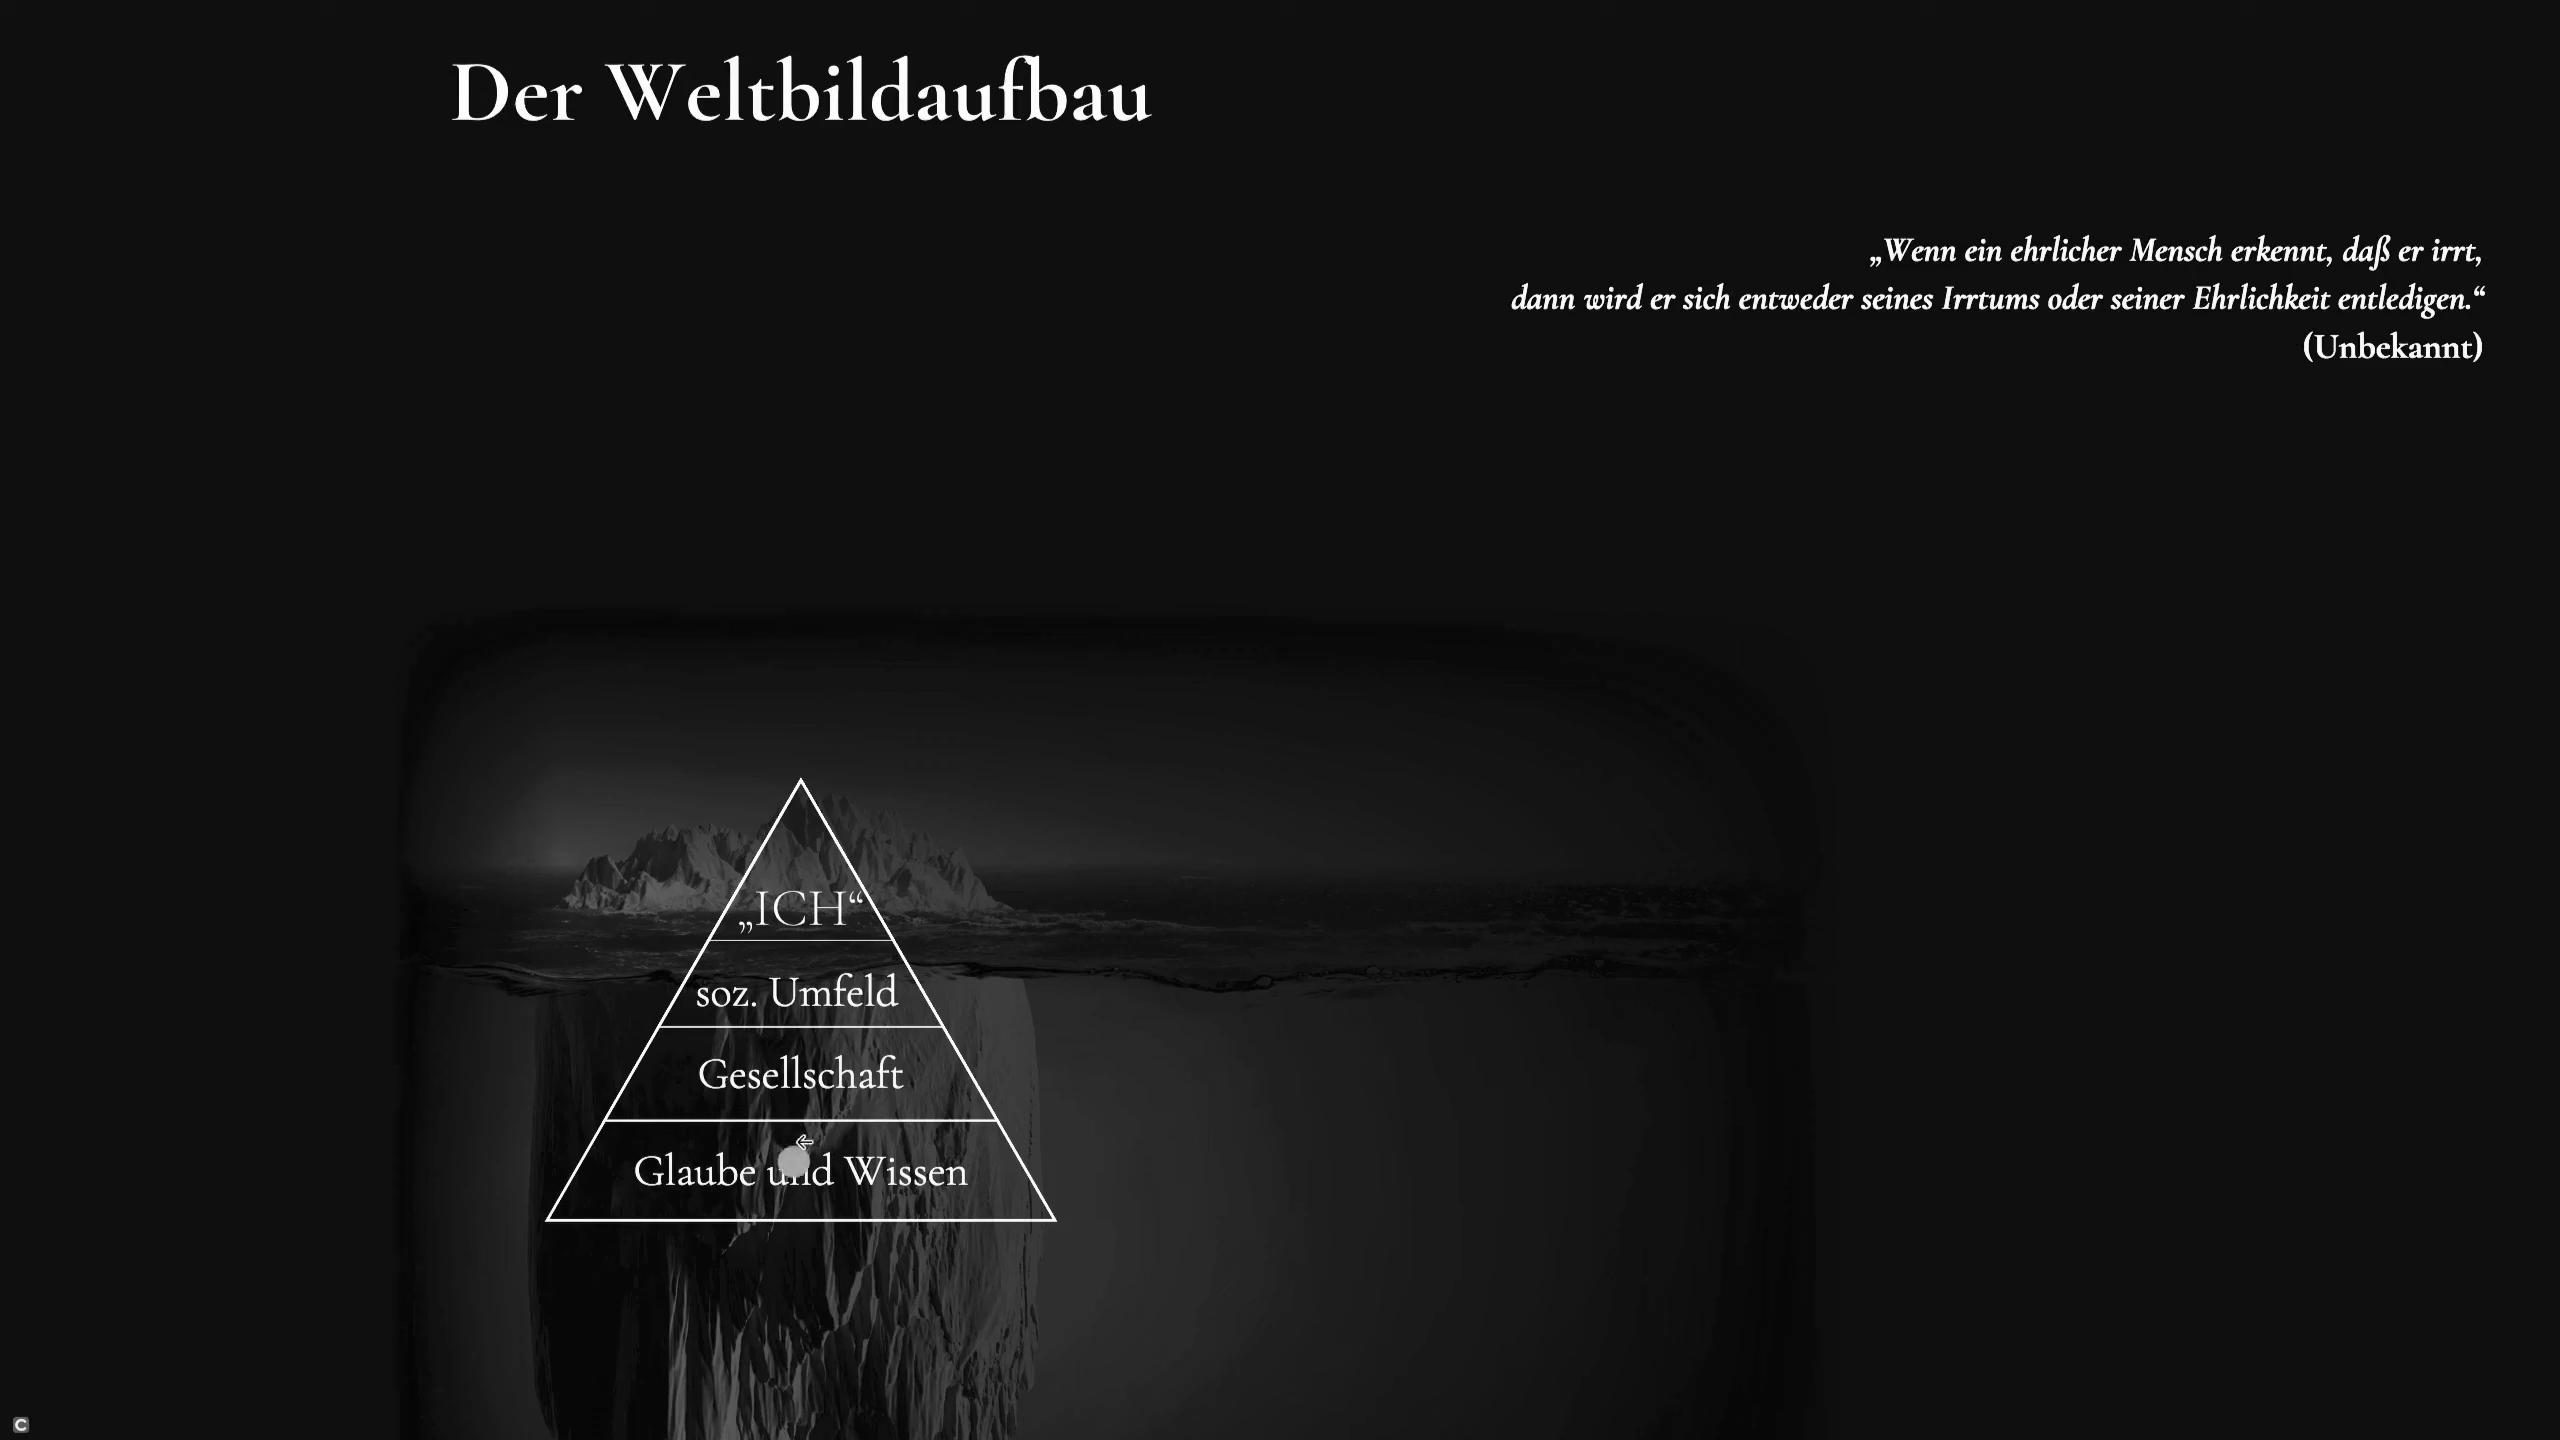 Der Weltbildaufbau
„Wenn ein ehrlicher Mensch erkennt, daß er irrt,
dann wird er sich entweder seines Irrtums oder seiner Ehrlichkeit entledigen.“
(Unbekannt)
„ICH“
soz. Umfeld
Gesellschaft
Glaube und Wissen
C